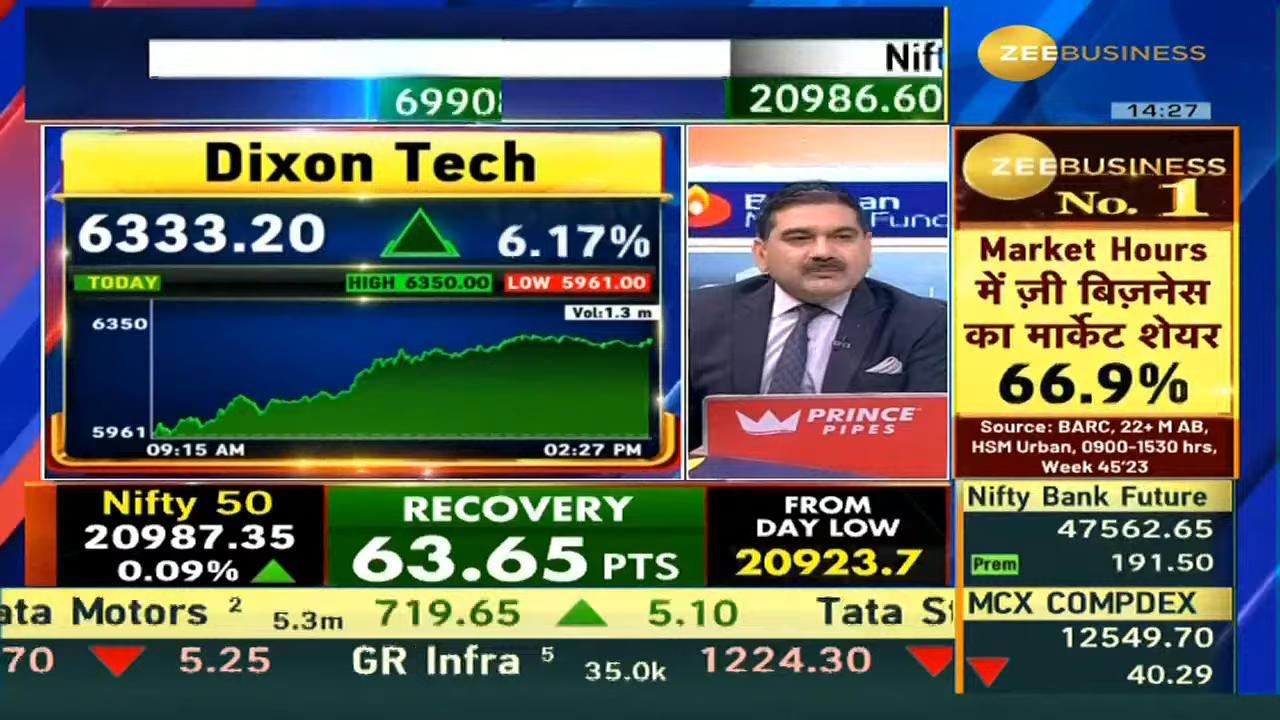 Nif
6990
20986.60
ZEEBUSINESS
14:27
Dixon Tech
6333.20
6.17%
TODAY
HIGH 6350.00
LOW 5961.00
Vol:1.3 m
6350
5961
09:15 AM
02:27 PM
PRINCE
PIPES
ZEEBUSINESS
No. 1
Market Hours
में ज़ी बिज़नेस
का मार्केट शेयर
66.9%
Source: BARC, 22+ M AB,
HSM Urban, 0900-1530 hrs,
Week 45'23
Nifty 50
20987.35
0.09%
RECOVERY
63.65 PTS
FROM
DAY LOW
20923.7
Nifty Bank Future
47562.65
Prem 191.50
MCX COMPDEX
12549.70
40.29
ata Motors 2 5.3m 719.65 5.10 Tata S
70 5.25 GR Infra 5 35.0k 1224.30